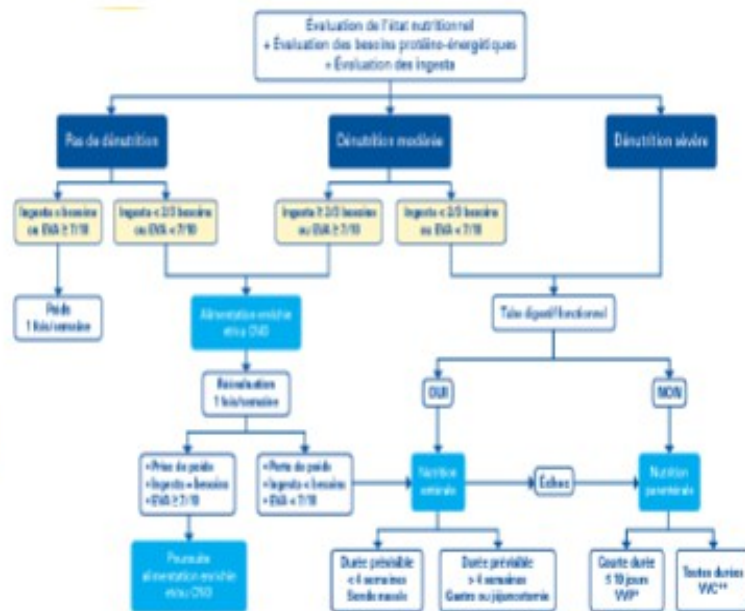 Évaluation de l'état nutritionnel
+ Évaluation des besoins protéino-énergétiques
+ Évaluation des ingesta
Pas de dénutrition
Dénutrition modérée
Dénutrition sévère
Ingesta = besoins
ou EVA ≥ 7/10
Ingesta < 2/3 besoins
ou EVA < 7/10
Ingesta ≥ 2/3 besoins
ou EVA ≥ 7/10
Ingesta < 2/3 besoins
ou EVA < 7/10
Poids
1 fois/semaine
Alimentation enrichie
et/ou CNO
Tube digestif fonctionnel
Réévaluation
1 fois/semaine
OUI
NON
• Prise de poids
• Ingesta = besoins
• EVA ≥ 7/10
• Perte de poids
• Ingesta < besoins
• EVA < 7/10
Nutrition
entérale
Échec
Nutrition
parentérale
Poursuite
alimentation enrichie
et/ou CNO
Durée prévisible
< 4 semaines
Sonde nasale
Durée prévisible
> 4 semaines
Gastro ou jéjunostomie
Courte durée
≤ 10 jours
VVP*
Toutes durées
VVC**